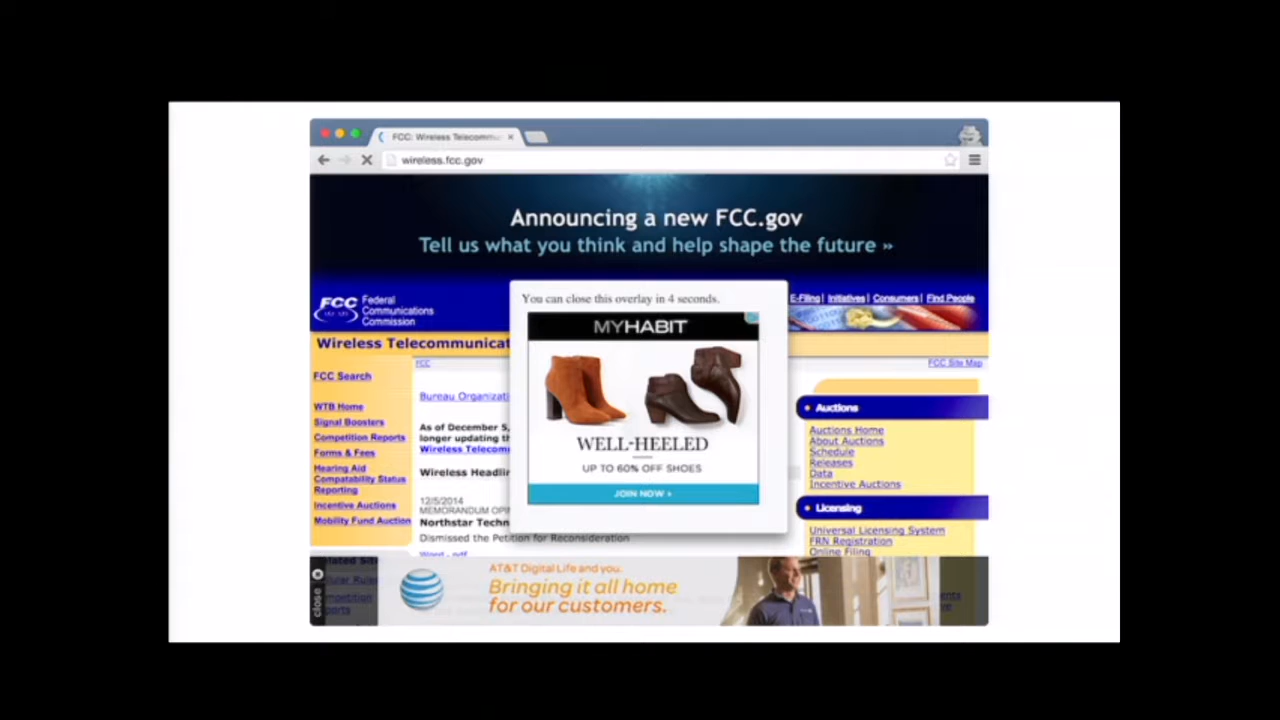 FCC: Wireless Telecommu
wireless.fcc.gov
Announcing a new FCC.gov
Tell us what you think and help shape the future »
FCC
Federal
Communications
Commission
E-Filing | Initiatives | Consumers | Find People
Wireless Telecommunicat
FCC
FCC Site Map
FCC Search
WTB Home
Signal Boosters
Competition Reports
Forms & Fees
Hearing Aid
Compatability Status
Reporting
Incentive Auctions
Mobility Fund Auction
Bureau Organizati
As of December 5,
longer updating th
Wireless Telecom
Wireless Headlin
12/5/2014
MEMORANDUM OPIN
Northstar Techn
Dismissed the Petition for Reconsideration
Word - pdf
You can close this overlay in 4 seconds.
MYHABIT
WELL-HEELED
UP TO 60% OFF SHOES
JOIN NOW >
Auctions
Auctions Home
About Auctions
Schedule
Releases
Data
Incentive Auctions
Licensing
Universal Licensing System
FRN Registration
Online Filing
close
AT&T Digital Life and you.
Bringing it all home
for our customers.